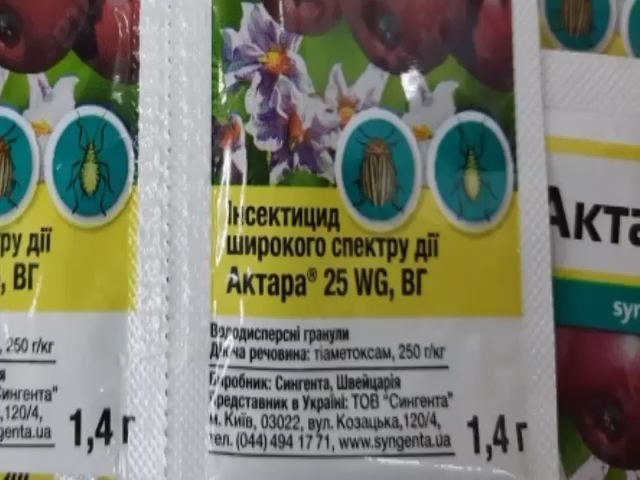 Інсектицид
широкого спектру дії
Актара® 25 WG, ВГ
Вододисперсні гранули
Діюча речовина: тіаметоксам, 250 г/кг
Виробник: Сингента, Швейцарія
Представник в Україні: ТОВ "Сингента"
м. Київ, 03022, вул. Козацька,120/4,
тел. (044) 494 17 71, www.syngenta.ua
1,4 г
ру дії
, ВГ
, 250 г/кг
Сингента"
,120/4,
genta.ua
1,4 г
Акта
syn